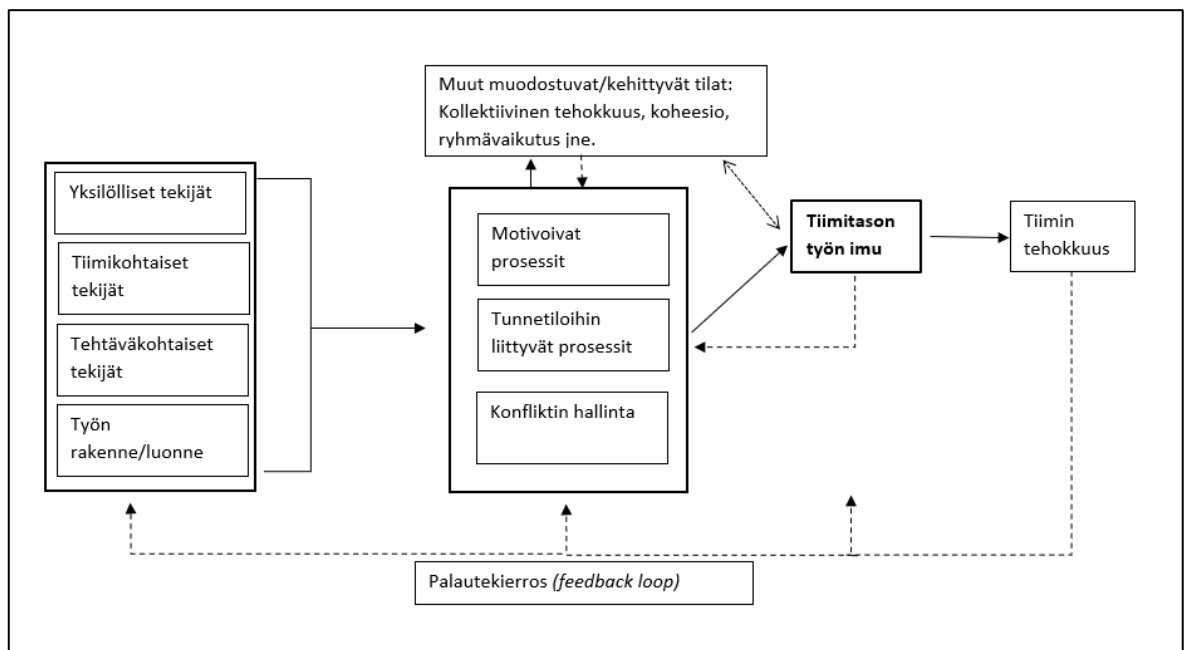 Muut muodostuvat/kehittyvät tilat:
Kollektiivinen tehokkuus, koheesio,
ryhmävaikutus jne.
Yksilölliset tekijät
Tiimikohtaiset
tekijät
Tehtäväkohtaiset
tekijät
Työn
rakenne/luonne
Motivoivat
prosessit
Tunnetiloihin
liittyvät prosessit
Konfliktin hallinta
Tiimitason
työn imu
Tiimin
tehokkuus
Palautekierros (feedback loop)